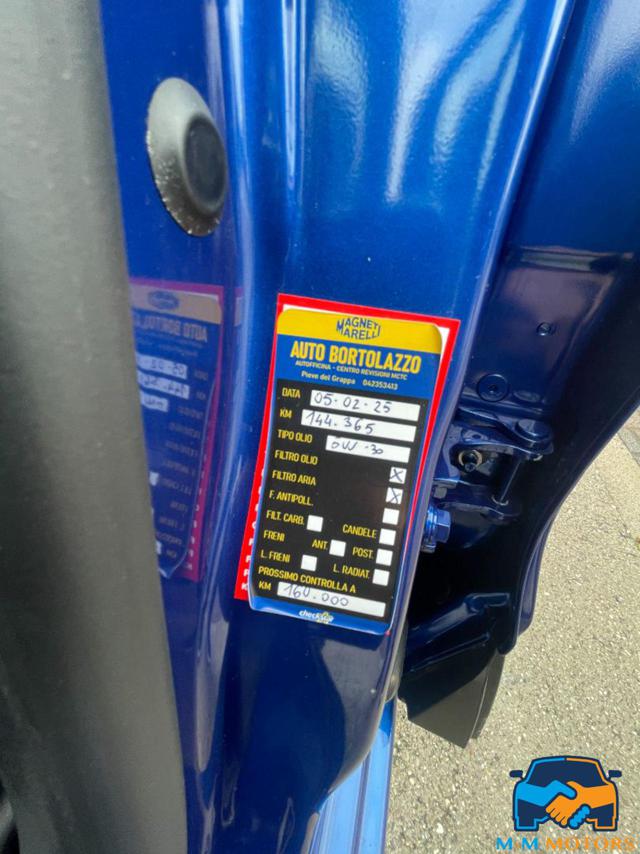 MAGNETI
MARELLI
AUTO BORTOLAZZO
AUTOFFICINA - CENTRO REVISIONI MCTC
Pieve del Grappa 042353413
DATA 05-02-25
KM 144.365
TIPO OLIO 0W-30
FILTRO OLIO X
FILTRO ARIA X
F. ANTIPOLL.
FILT. CARB. CANDELE
FRENI ANT. POST.
L. FRENI L. RADIAT.
PROSSIMO CONTROLLA A
KM 160.000
checkstar
M.M MOTORS